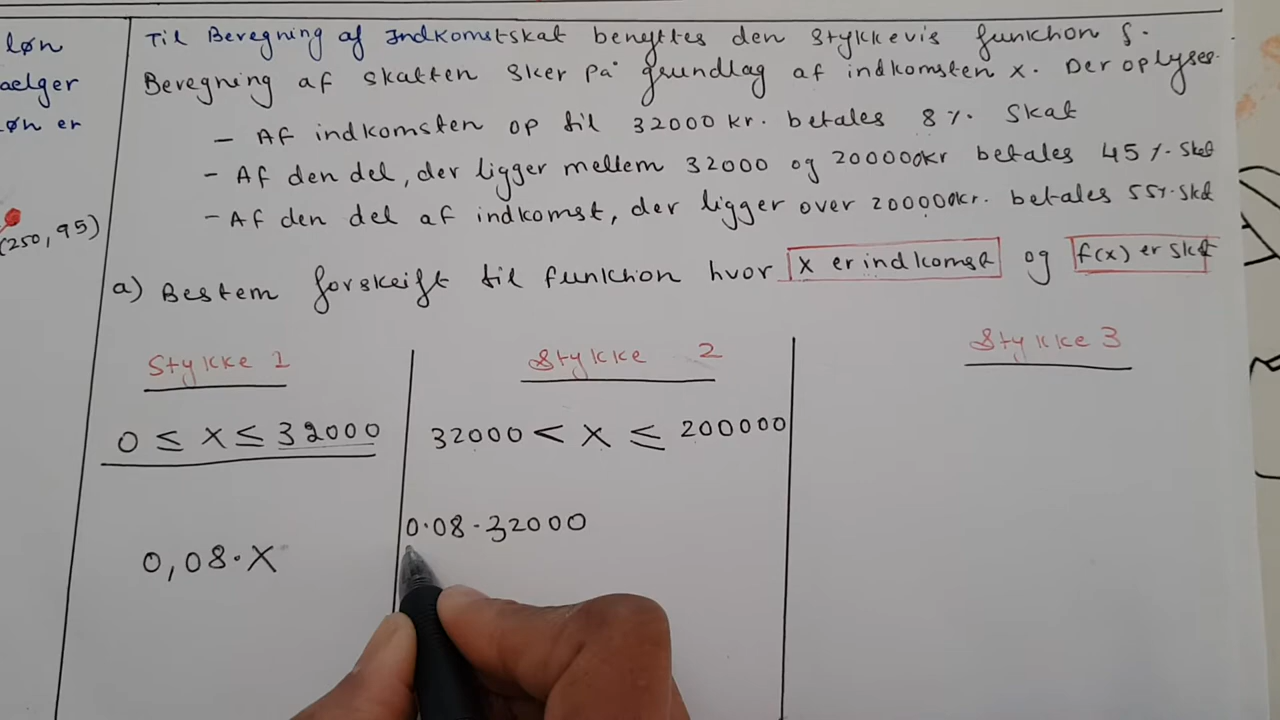 løn
aelger
øn er
(250,95)
Til Beregning af Indkomstskat benyttes den Stykkevis funktion f.
Beregning af skatten sker på grundlag af indkomsten x. Der oplyses
- Af indkomsten op til 32000 kr. betales 8 %. Skat
- Af den del, der ligger mellem 32000 og 200000kr betales 45 %. Skat
- Af den del af indkomst, der ligger over 200000kr. betales 55%. Skat
a) Bestem forskrift til funktion hvor x er indkomst og f(x) er skat
Stykke 1 Stykke 2 Stykke 3
0 ≤ x ≤ 32000 32000 < x ≤ 200000
0,08·x 0.08·32000